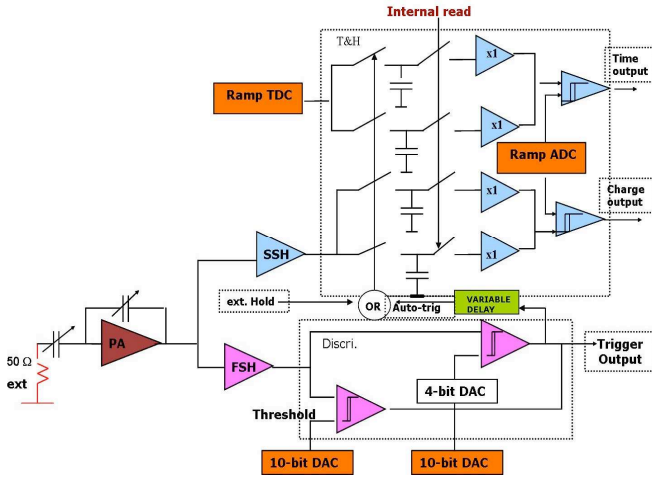 Internal read
T&H
x1
Time
output
Ramp TDC
x1
Ramp ADC
x1
Charge
output
SSH
x1
ext. Hold
OR
Auto-trig
VARIABLE
DELAY
PA
Discri.
Trigger
Output
50 Ω
ext
FSH
4-bit DAC
Threshold
10-bit DAC
10-bit DAC